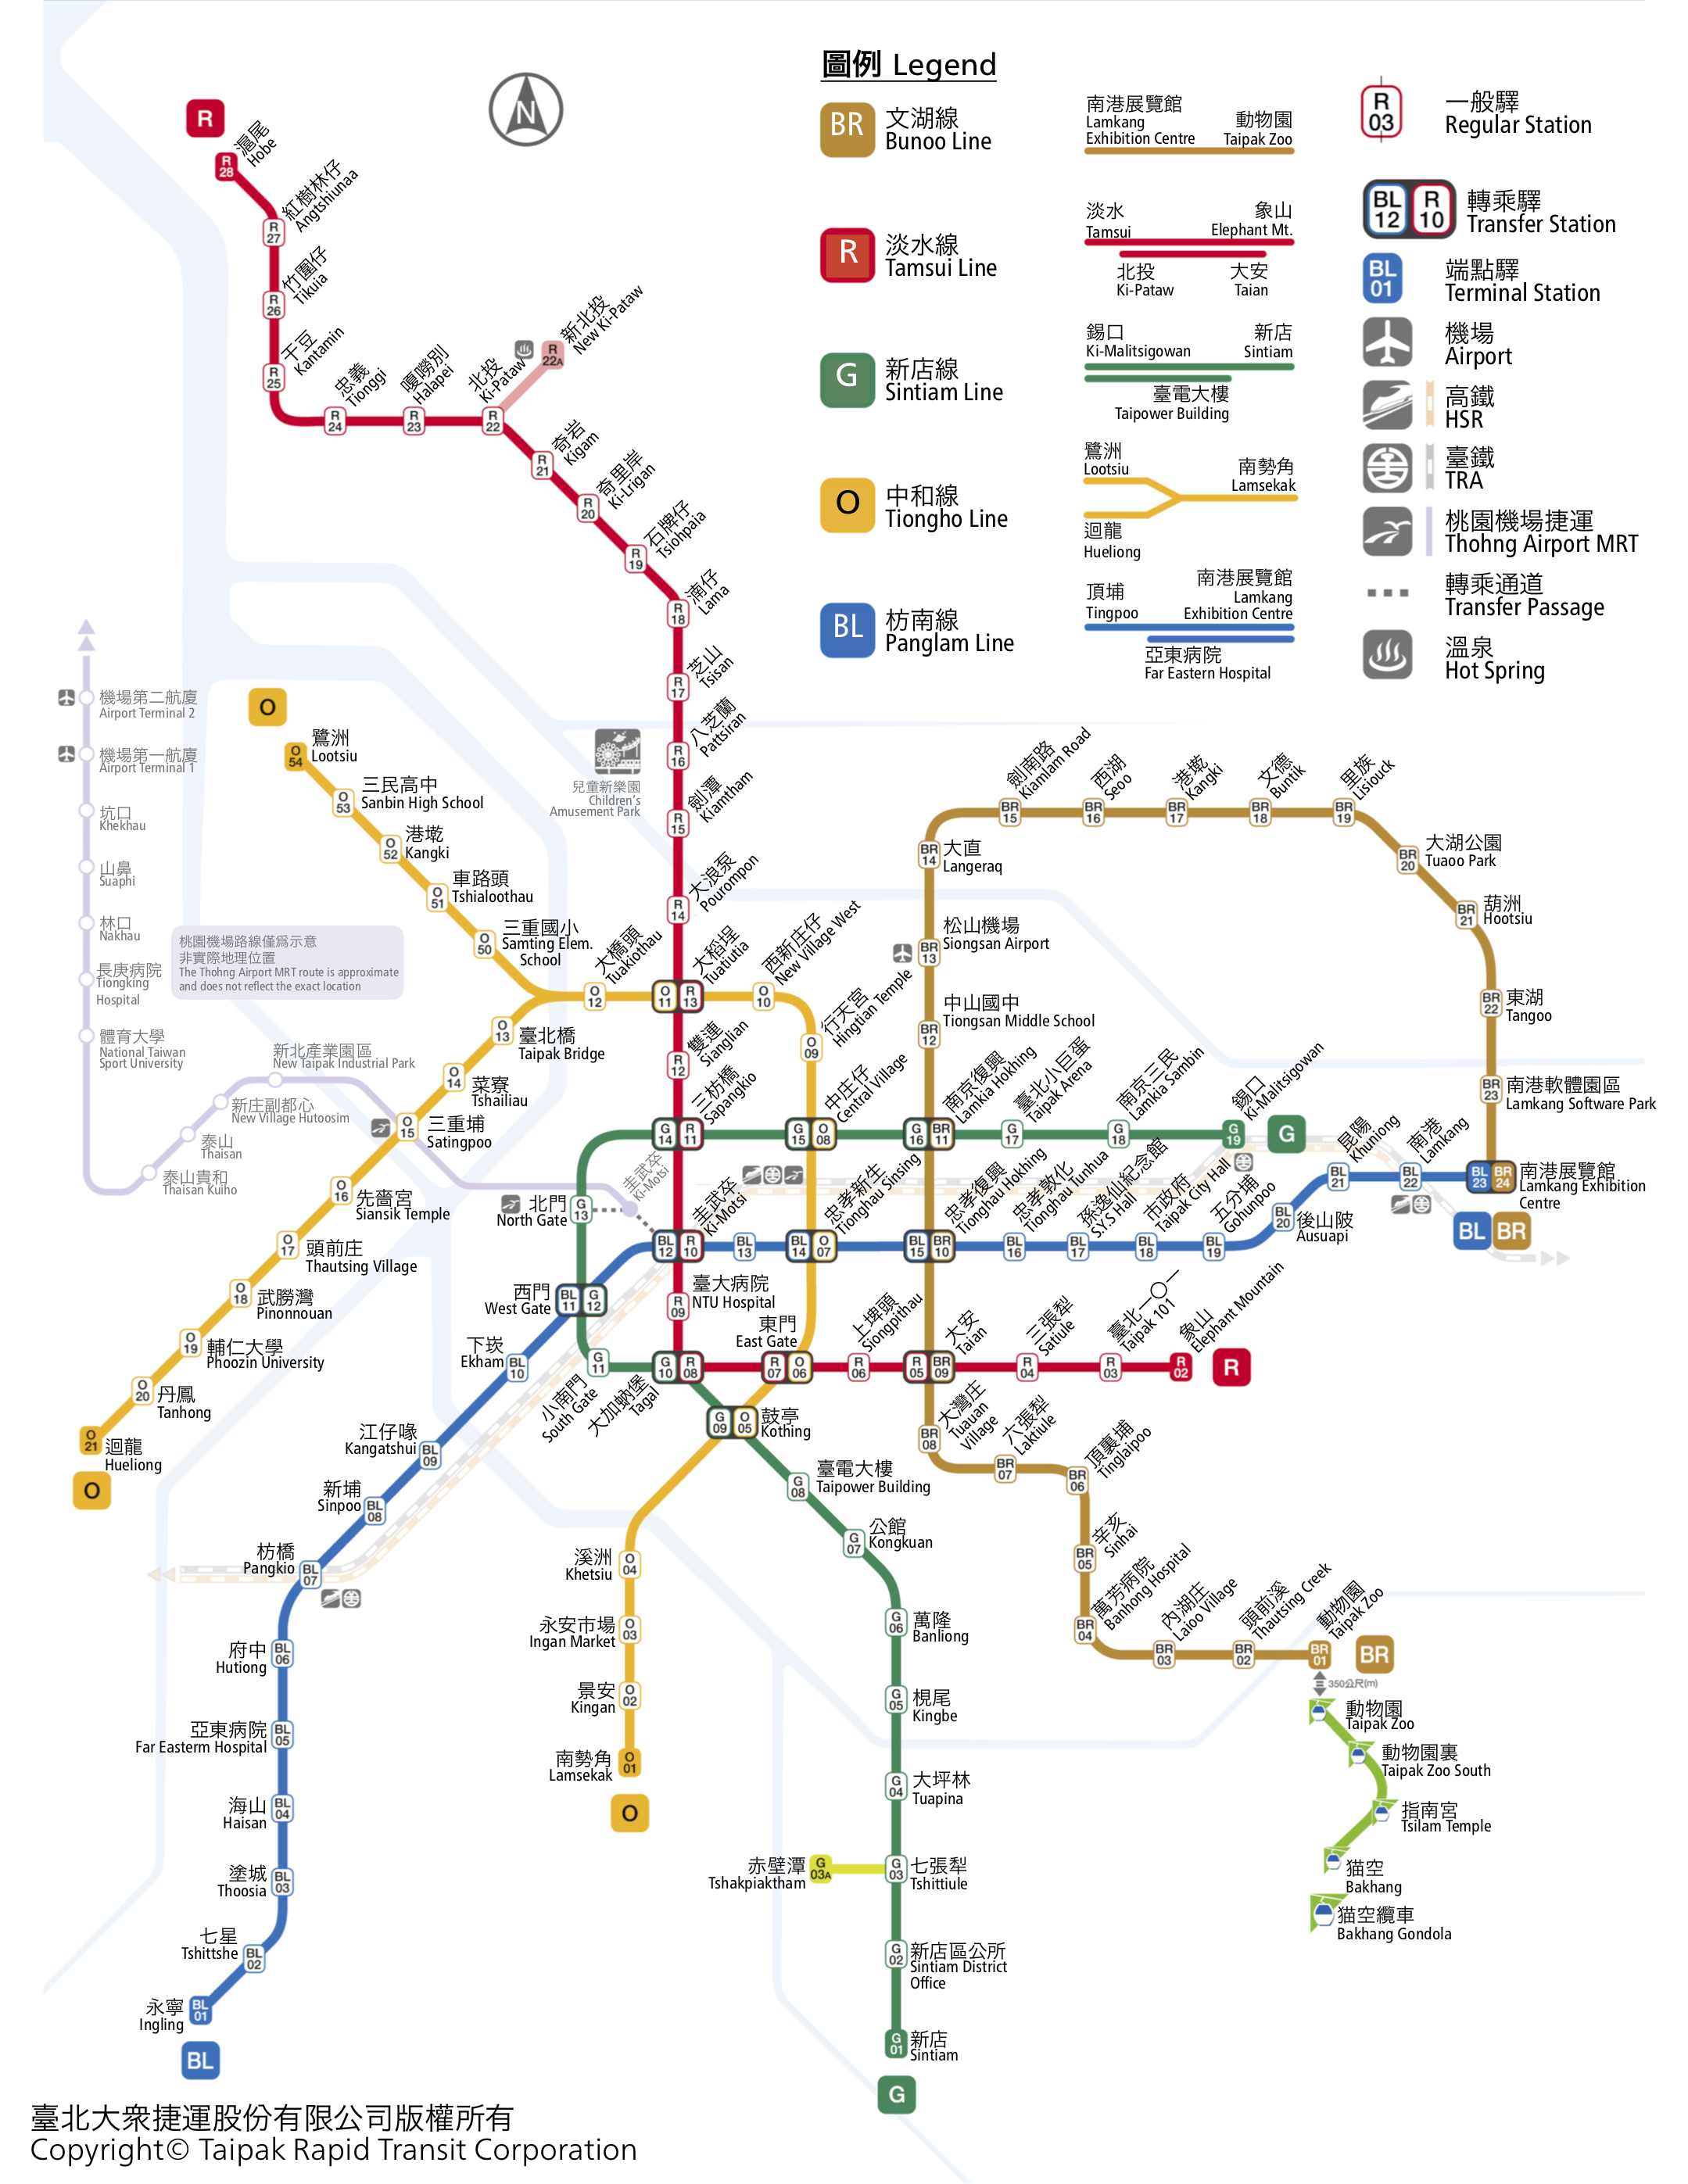 圖例 Legend
BR
文湖線
Bunoo Line
南港展覽館
Lamkang
Exhibition Centre
動物園
Taipak Zoo
R
淡水線
Tamsui Line
淡水
Tamsui
象山
Elephant Mt.
北投
Ki-Pataw
大安
Taian
G
新店線
Sintiam Line
錫口
Ki-Malitsigowan
新店
Sintiam
臺電大樓
Taipower Building
O
中和線
Tiongho Line
鷺洲
Lootsiu
南勢角
Lamsekak
迴龍
Hueliong
BL
枋南線
Panglam Line
頂埔
Tingpoo
南港展覽館
Lamkang
Exhibition Centre
亞東病院
Far Eastern Hospital
R
03
一般驛
Regular Station
BL
12
R
10
轉乘驛
Transfer Station
BL
01
端點驛
Terminal Station
機場
Airport
高鐵
HSR
臺鐵
TRA
桃園機場捷運
Thohng Airport MRT
轉乘通道
Transfer Passage
溫泉
Hot Spring
N
R
R
28
滬尾
Hobe
R
27
紅樹林仔
Angtshiunaa
R
26
竹圍仔
Tikuia
R
25
干豆
Kantamin
R
24
忠義
Tionggi
R
23
嗄嘮別
Halapei
R
22
北投
Ki-Pataw
R
22A
新北投
New Ki-Pataw
R
21
奇岩
Kigam
R
20
奇里岸
Ki-Lrigan
R
19
石牌仔
Tsiohpaia
R
18
湳仔
Lama
R
17
芝山
Tsisan
R
16
八芝蘭
Pattsiran
R
15
劍潭
Kiamtham
R
14
大浪泵
Pourompon
O
11
R
13
大稻埕
Tuatiutia
R
12
雙連
Sianglian
G
14
R
11
三枋橋
Sapangkio
BL
12
R
10
圭武卒
Ki-Motsi
圭武卒
Ki-Mosi
R
09
臺大病院
NTU Hospital
G
10
R
08
大加蚋堡
Tagal
R
07
O
06
東門
East Gate
R
06
上埤頭
Siongpithau
R
05
BR
09
大安
Taian
R
04
三張犁
Satiule
R
03
臺北一〇一
Taipak 101
R
02
象山
Elephant Mountain
R
兒童新樂園
Children's
Amusement Park
機場第二航廈
Airport Terminal 2
機場第一航廈
Airport Terminal 1
坑口
Khekhau
山鼻
Suaphi
林口
Nakhau
長庚病院
Tiongking
Hospital
體育大學
National Taiwan
Sport University
泰山貴和
Thaisan Kuiho
泰山
Thaisan
新庄副都心
New Village Hutoosim
新北產業園區
New Taipak Industrial Park
桃園機場路線僅爲示意
非實際地理位置
The Thohng Airport MRT route is approximate
and does not reflect the exact location
O
O
54
鷺洲
Lootsiu
O
53
三民高中
Sanbin High School
O
52
港墘
Kangki
O
51
車路頭
Tshialoothau
O
50
三重國小
Samting Elem.
School
O
12
大橋頭
Tuakiothau
O
10
西新庄仔
New Village West
O
09
行天宮
Hingtian Temple
G
15
O
08
中庄仔
Central Village
BL
14
O
07
忠孝新生
Tionghau Sinsing
O
13
臺北橋
Taipak Bridge
O
14
菜寮
Tshailiau
O
15
三重埔
Satingpoo
O
16
先嗇宮
Siansik Temple
O
17
頭前庄
Thautsing Village
O
18
武勝灣
Pinonnouan
O
19
輔仁大學
Phoozin University
O
20
丹鳳
Tanhong
O
21
迴龍
Hueliong
O
G
09
O
05
鼓亭
Kothing
O
04
溪洲
Khetsiu
O
03
永安市場
Ingan Market
O
02
景安
Kingan
O
01
南勢角
Lamsekak
O
G
G
19
錫口
Ki-Malitsigowan
G
18
南京三民
Lamkia Sambin
G
17
臺北小巨蛋
Taipak Arena
G
16
BR
11
南京復興
Lamkia Hokhing
G
13
北門
North Gate
BL
11
G
12
西門
West Gate
G
11
小南門
South Gate
G
08
臺電大樓
Taipower Building
G
07
公館
Kongkuan
G
06
萬隆
Banliong
G
05
梘尾
Kingbe
G
04
大坪林
Tuapina
G
03
七張犁
Tshittiule
G
03A
赤壁潭
Tshakpiaktham
G
02
新店區公所
Sintiam District
Office
G
01
新店
Sintiam
G
BR
15
劍南路
Kiamlam Road
BR
16
西湖
Seoo
BR
17
港墘
Kangki
BR
18
文德
Buntik
BR
19
里族
Lisiouck
BR
20
大湖公園
Tuaoo Park
BR
21
葫洲
Hootsiu
BR
22
東湖
Tangoo
BR
23
南港軟體園區
Lamkang Software Park
BL
23
BR
24
南港展覽館
Lamkang Exhibition
Centre
BL
BR
BR
14
大直
Langeraq
BR
13
松山機場
Siongsan Airport
BR
12
中山國中
Tiongsan Middle School
BL
15
BR
10
忠孝復興
Tionghau Hokhing
BR
08
大灣庄
Tuauan
Village
BR
07
六張犁
Laktiule
BR
06
頂裏埔
Tinglaipoo
BR
05
辛亥
Sinhai
BR
04
萬芳病院
Banhong Hospital
BR
03
內湖庄
Laioo Village
BR
02
頭前溪
Thautsing Creek
BR
01
動物園
Taipak Zoo
BR
350公尺(m)
動物園
Taipak Zoo
動物園裏
Taipak Zoo South
指南宮
Tsilam Temple
猫空
Bakhang
猫空纜車
Bakhang Gondola
BL
22
南港
Lamkang
BL
21
昆陽
Khuniong
BL
20
後山陂
Ausuapi
BL
19
五分埔
Gohunpoo
BL
18
市政府
Taipak City Hall
BL
17
孫逸仙紀念館
S.Y.S Hall
BL
16
忠孝敦化
Tionghau Tunhua
BL
13
BL
10
下崁
Ekham
BL
09
江仔喙
Kangatshui
BL
08
新埔
Sinpoo
BL
07
枋橋
Pangkio
BL
06
府中
Hutiong
BL
05
亞東病院
Far Easterm Hospital
BL
04
海山
Haisan
BL
03
塗城
Thoosia
BL
02
七星
Tshittshe
BL
01
永寧
Ingling
BL
臺北大衆捷運股份有限公司版權所有
Copyright© Taipak Rapid Transit Corporation